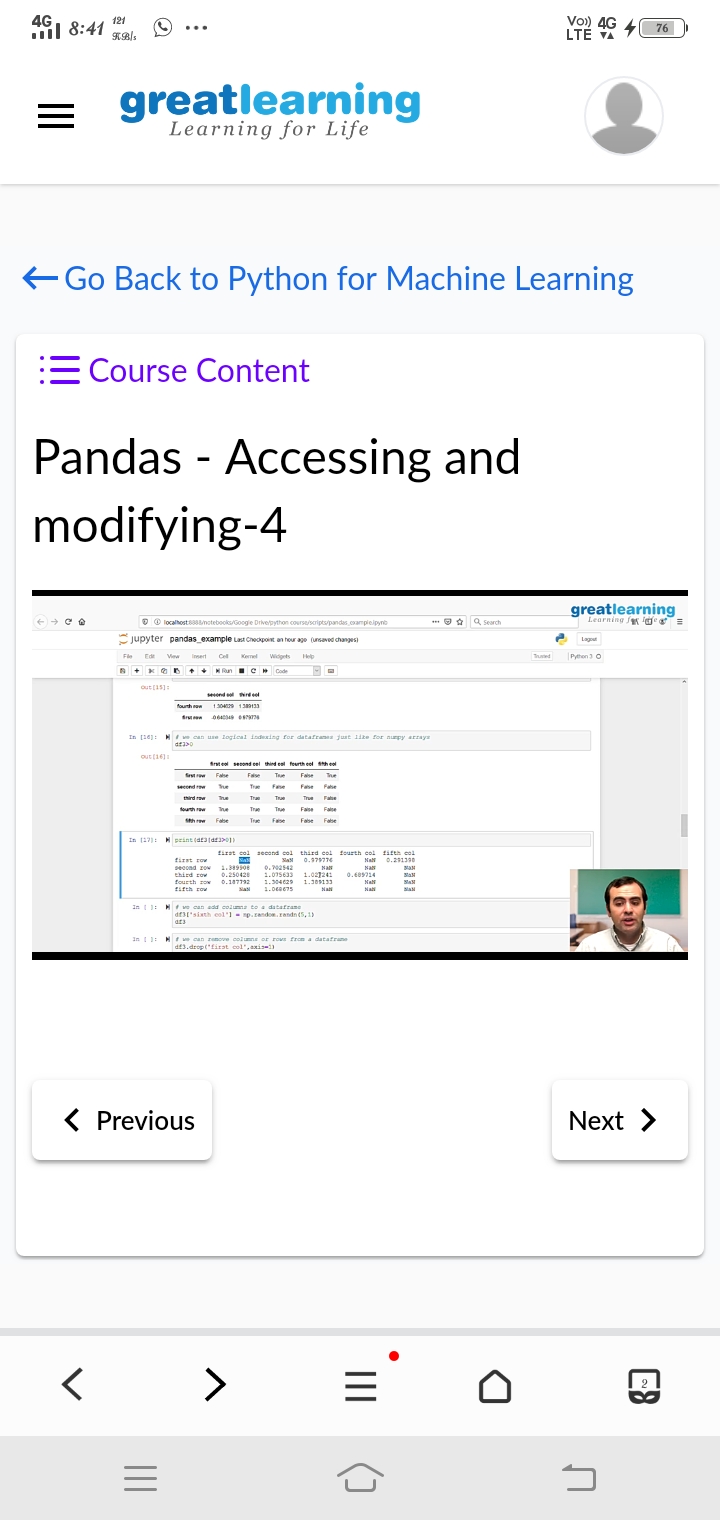 4G 8:41 121 KB/s ... Vo)) LTE 4G 76
greatlearning
Learning for Life
Go Back to Python for Machine Learning
Course Content
Pandas - Accessing and
modifying-4
greatlearning
Learning for Life
localhost:8888/notebooks/Google Drive/python course/scripts/pandas_example.ipynb
Search
jupyter pandas_example Last Checkpoint: an hour ago (unsaved changes)
Logout
File Edit View Insert Cell Kernel Widgets Help
Trusted Python 3
Run Code
Out[15]:
second col third col
fourth row 1.304629 1.389133
first row -0.640349 0.979776
In [16]: # we can use logical indexing for dataframes just like for numpy arrays
df3>0
Out[16]:
first col second col third col fourth col fifth col
first row False False True False True
second row True True False False False
third row True True True True False
fourth row True True True False False
fifth row False True False False False
In [17]: print(df3[df3>0])
first col second col third col fourth col fifth col
first row NaN NaN 0.979776 NaN 0.291398
second row 1.389908 0.702942 NaN NaN NaN
third row 0.250428 1.075633 1.027241 0.689714 NaN
fourth row 0.187792 1.304629 1.389133 NaN NaN
fifth row NaN 1.068675 NaN NaN NaN
In [ ]: # we can add columns to a dataframe
df3['sixth col'] = np.random.randn(5,1)
df3
In [ ]: # we can remove columns or rows from a dataframe
df3.drop('first col',axis=1)
Previous
Next
2